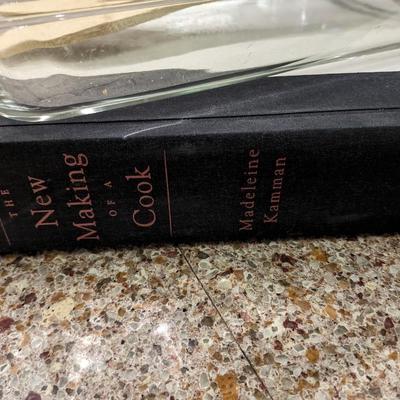 THE
New
Making
OF A
Cook
Madeleine
Kamman